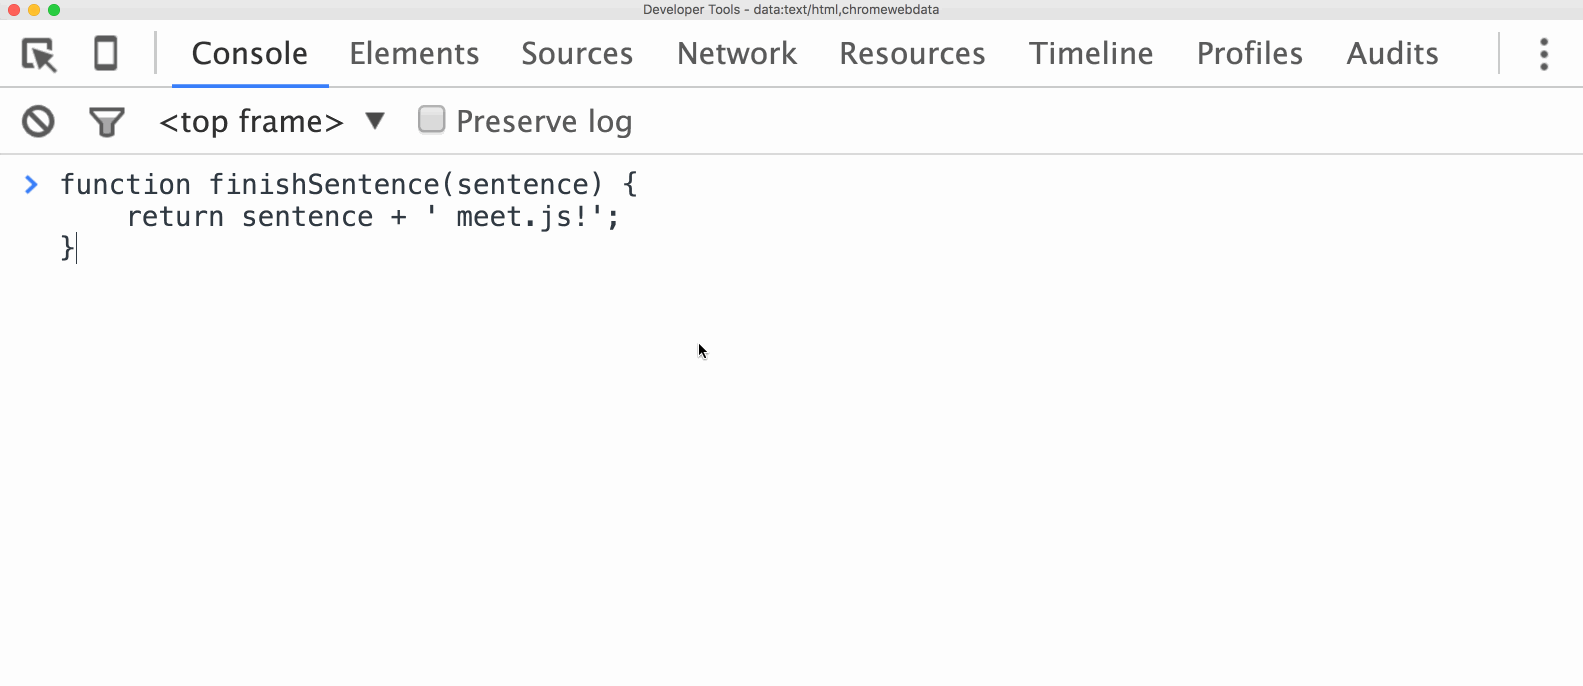 Developer Tools - data:text/html,chromewebdata
Console Elements Sources Network Resources Timeline Profiles Audits
<top frame> ▼ Preserve log
> function finishSentence(sentence) {
    return sentence + ' meet.js!';
}